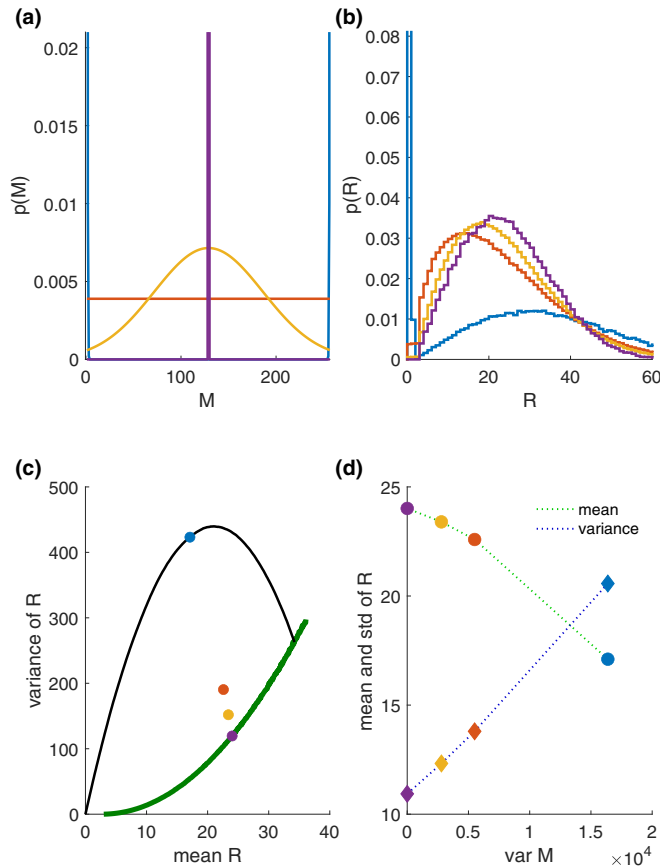 (a)
0.02
0.015
0.01
0.005
0
p(M)
0 100 200
M
(b)
0.08
0.07
0.06
0.05
0.04
0.03
0.02
0.01
0
p(R)
0 20 40 60
R
(c)
500
400
300
200
100
0
variance of R
0 10 20 30 40
mean R
(d)
25
20
15
10
mean and std of R
mean
variance
0 0.5 1 1.5 2
var M
×10⁴